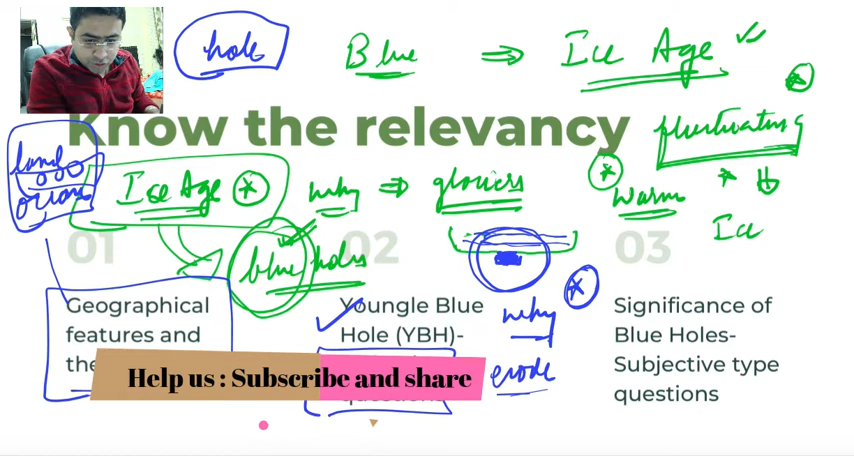 hole Blue ⇒ Ice Age
Know the relevancy
fluctuating
land
ocean
Ice Age why ⇒ glaciers warm
Ice
01 02 03
blue holes
Geographical
features and
the
Youngle Blue
Hole (YBH)-
why
erode
Significance of
Blue Holes-
Subjective type
questions
Help us : Subscribe and share